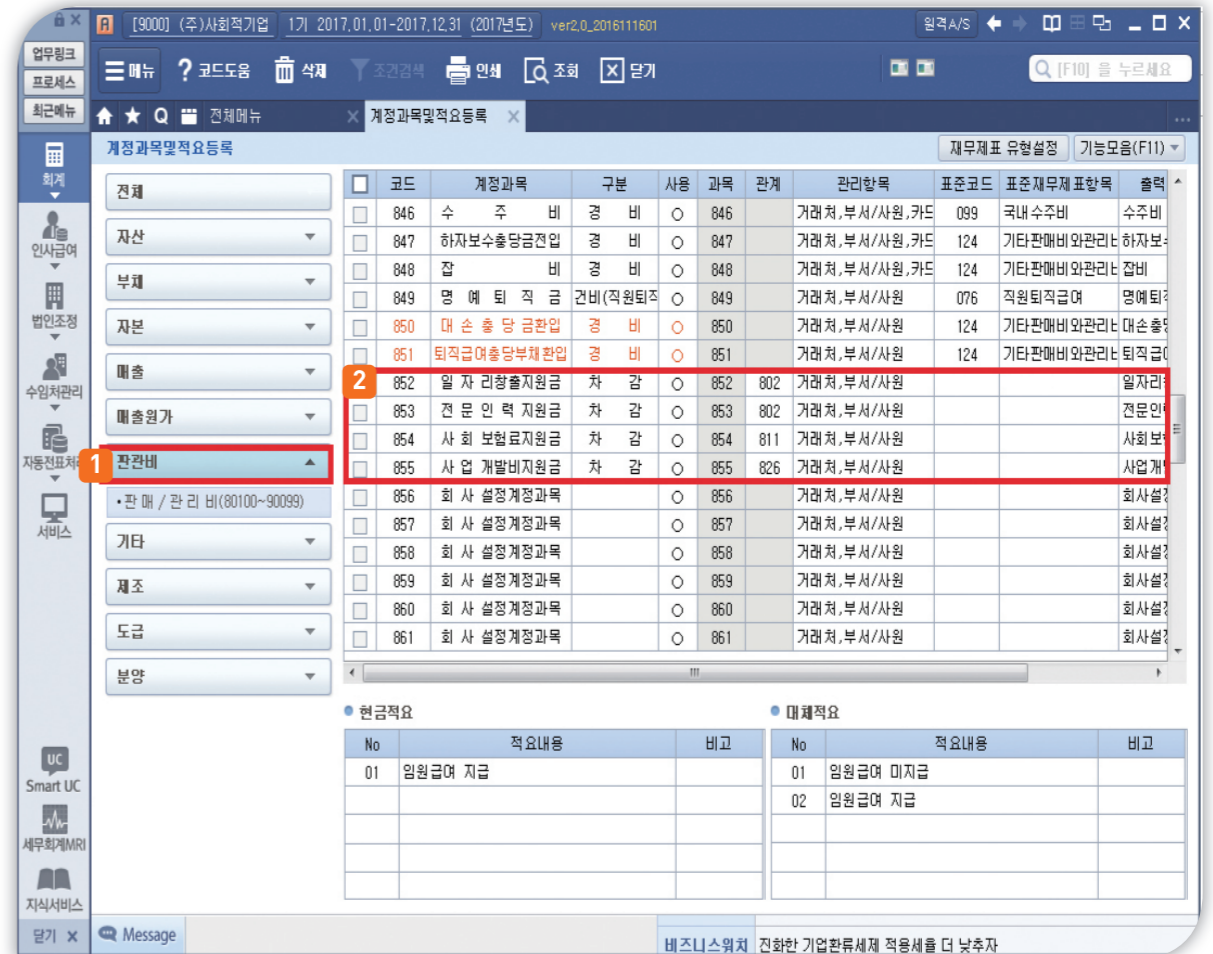 [9000] (주)사회적기업 1기 2017.01.01~2017.12.31 (2017년도) ver2.0_2016111601 원격A/S
업무링크
프로세스
최근메뉴
메뉴 ? 코드도움 삭제 조건검색 인쇄 조회 닫기 [F10] 을 누르세요
전체메뉴 계정과목및적요등록
계정과목및적요등록 재무제표 유형설정 기능모음(F11)
회계
인사급여
법인조정
수임처관리
자동전표처리
서비스
Smart UC
세무회계MRI
지식서비스
닫기
전체
자산
부채
자본
매출
매출원가
1 판관비
•판 매 / 관 리 비(80100~90099)
기타
제조
도급
분양
코드 계정과목 구분 사용 과목 관계 관리항목 표준코드 표준재무제표항목 출력
846 수 주 비 경 비 ○ 846 거래처,부서/사원,카드 099 국내수주비 수주비
847 하자보수충당금전입 경 비 ○ 847 거래처,부서/사원,카드 124 기타판매비와관리비 하자보수
848 잡 비 경 비 ○ 848 거래처,부서/사원,카드 124 기타판매비와관리비 잡비
849 명 예 퇴 직 금 건비(직원퇴직 ○ 849 거래처,부서/사원 076 직원퇴직급여 명예퇴직
850 대 손 충 당 금환입 경 비 ○ 850 거래처,부서/사원 124 기타판매비와관리비 대손충당
851 퇴직급여충당부채환입 경 비 ○ 851 거래처,부서/사원 124 기타판매비와관리비 퇴직급여
2
852 일 자 리창출지원금 차 감 ○ 852 802 거래처,부서/사원 일자리창
853 전 문 인 력 지원금 차 감 ○ 853 802 거래처,부서/사원 전문인력
854 사 회 보험료지원금 차 감 ○ 854 811 거래처,부서/사원 사회보험
855 사 업 개발비지원금 차 감 ○ 855 826 거래처,부서/사원 사업개발
856 회 사 설정계정과목 ○ 856 거래처,부서/사원 회사설정
857 회 사 설정계정과목 ○ 857 거래처,부서/사원 회사설정
858 회 사 설정계정과목 ○ 858 거래처,부서/사원 회사설정
859 회 사 설정계정과목 ○ 859 거래처,부서/사원 회사설정
860 회 사 설정계정과목 ○ 860 거래처,부서/사원 회사설정
861 회 사 설정계정과목 ○ 861 거래처,부서/사원 회사설정
현금적요
No 적요내용 비고
01 임원급여 지급
대체적요
No 적요내용 비고
01 임원급여 미지급
02 임원급여 지급
Message
비즈니스워치 진화한 기업환류세제 적용세율 더 낮추자